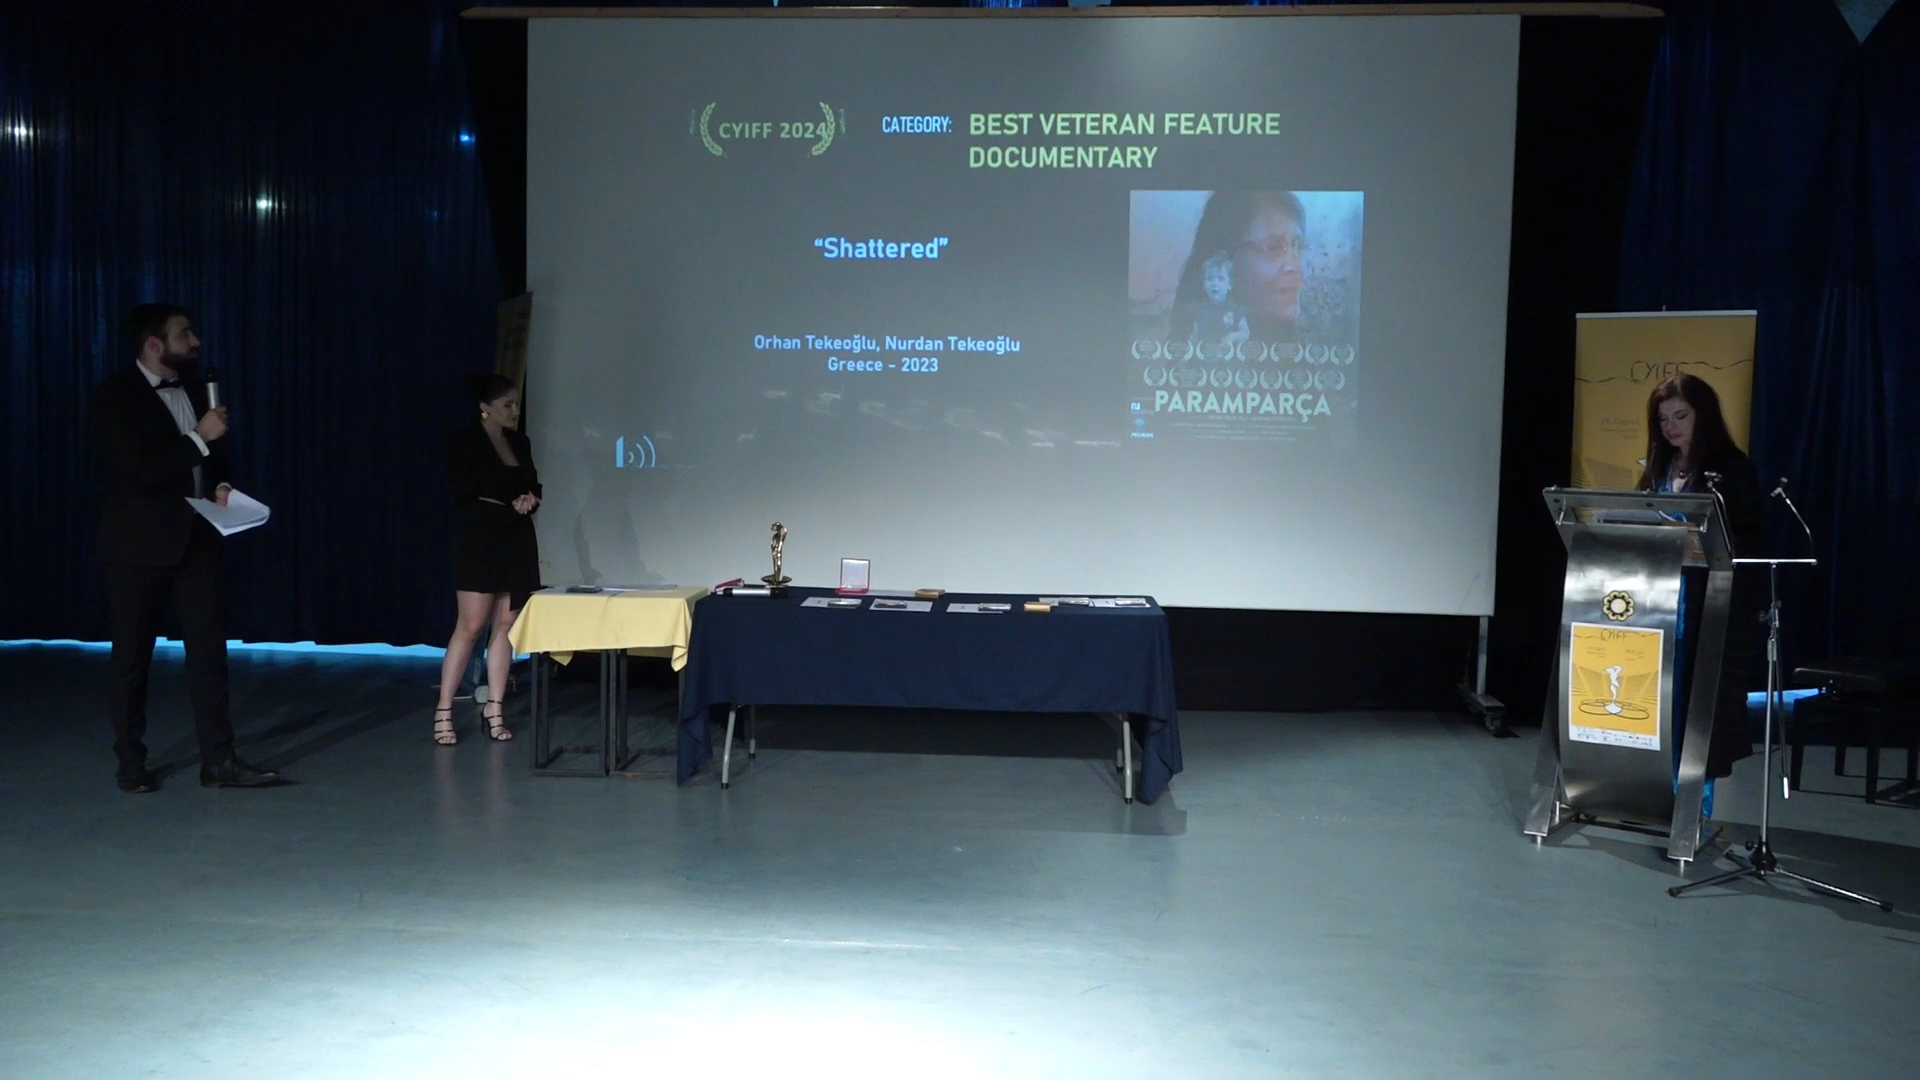 CYIFF 2024
CATEGORY: BEST VETERAN FEATURE
DOCUMENTARY
“Shattered”
Orhan Tekeoğlu, Nurdan Tekeoğlu
Greece - 2023
PARAMPARÇA
CYIFF
CYIFF